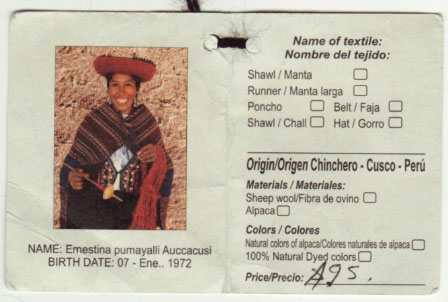 Name of textile:
Nombre del tejido:
Shawl / Manta
Runner / Manta larga
Poncho Belt / Faja
Shawl / Chall Hat / Gorro
Origin/Origen Chinchero - Cusco - Perú
Materials / Materiales:
Sheep wool/Fibra de ovino
Alpaca
Colors / Colores
Natural colors of alpaca/Colores naturales de alpaca
100% Natural Dyed colors
Price/Precio:
NAME: Ernestina pumayalli Auccacusi
BIRTH DATE: 07 - Ene.. 1972